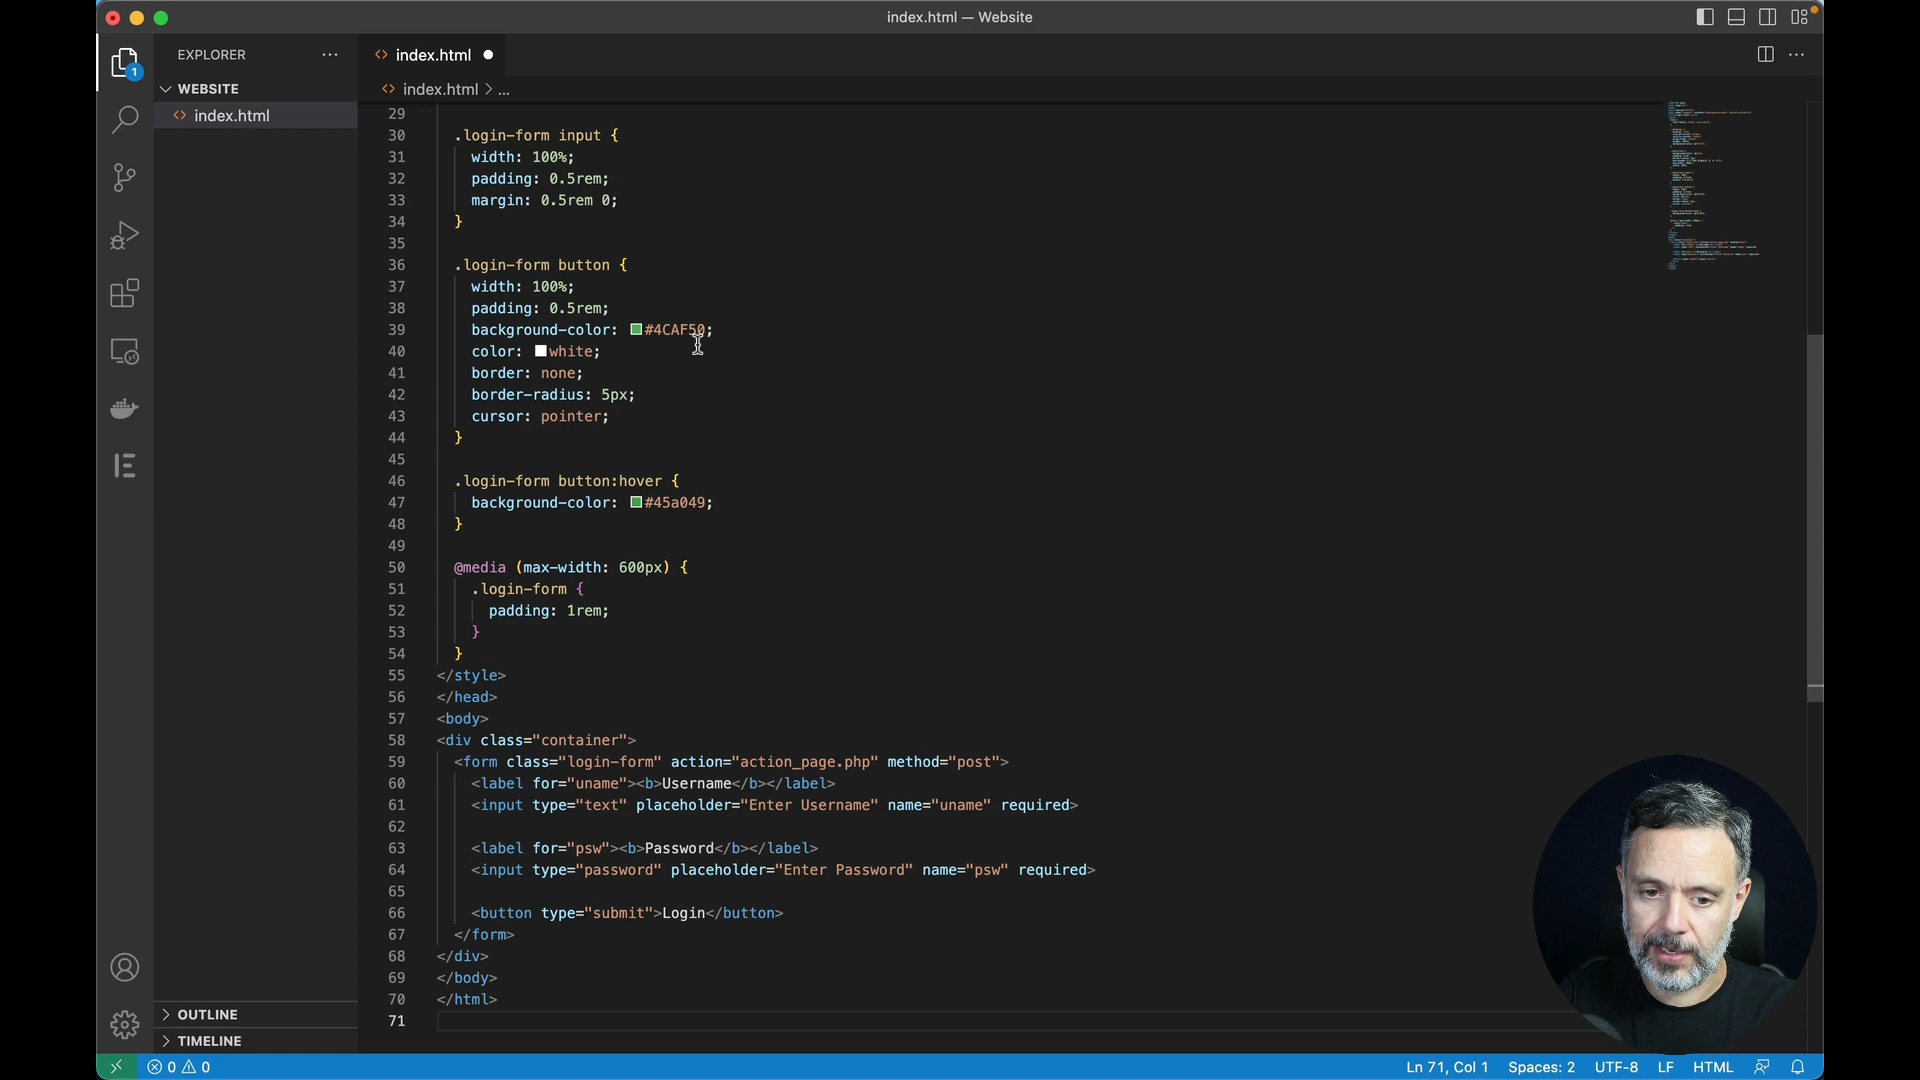 index.html — Website
EXPLORER
index.html
1
WEBSITE
index.html > ...
index.html
29
30 .login-form input {
31 width: 100%;
32 padding: 0.5rem;
33 margin: 0.5rem 0;
34 }
35
36 .login-form button {
37 width: 100%;
38 padding: 0.5rem;
39 background-color: #4CAF50;
40 color: white;
41 border: none;
42 border-radius: 5px;
43 cursor: pointer;
44 }
45
46 .login-form button:hover {
47 background-color: #45a049;
48 }
49
50 @media (max-width: 600px) {
51 .login-form {
52 padding: 1rem;
53 }
54 }
55 </style>
56 </head>
57 <body>
58 <div class="container">
59 <form class="login-form" action="action_page.php" method="post">
60 <label for="uname"><b>Username</b></label>
61 <input type="text" placeholder="Enter Username" name="uname" required>
62
63 <label for="psw"><b>Password</b></label>
64 <input type="password" placeholder="Enter Password" name="psw" required>
65
66 <button type="submit">Login</button>
67 </form>
68 </div>
69 </body>
70 </html>
71
OUTLINE
TIMELINE
0 0
Ln 71, Col 1 Spaces: 2 UTF-8 LF HTML